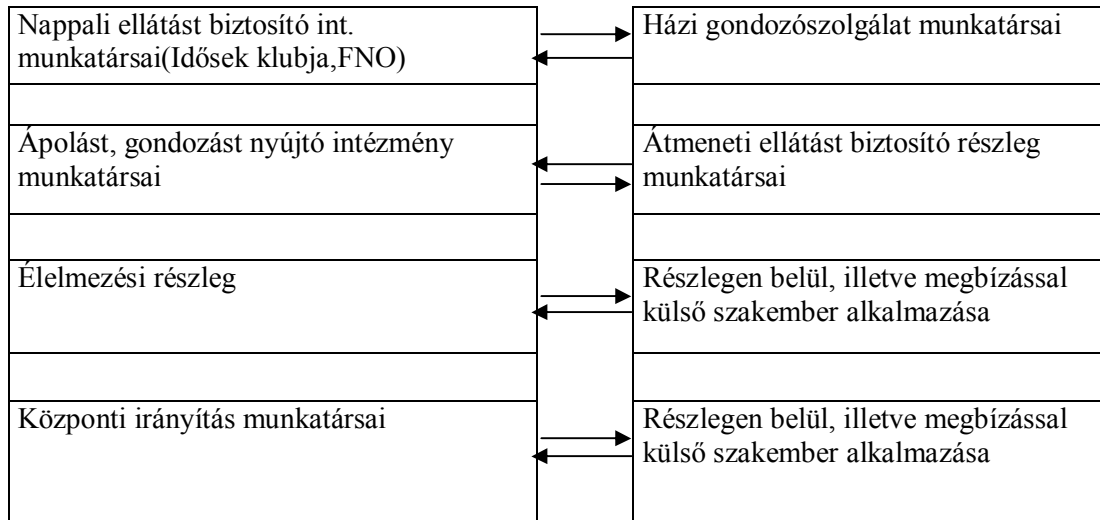 Nappali ellátást biztosító int.
munkatársai(Idősek klubja,FNO)
Házi gondozószolgálat munkatársai
Ápolást, gondozást nyújtó intézmény
munkatársai
Átmeneti ellátást biztosító részleg
munkatársai
Élelmezési részleg
Részlegen belül, illetve megbízással
külső szakember alkalmazása
Központi irányítás munkatársai
Részlegen belül, illetve megbízással
külső szakember alkalmazása